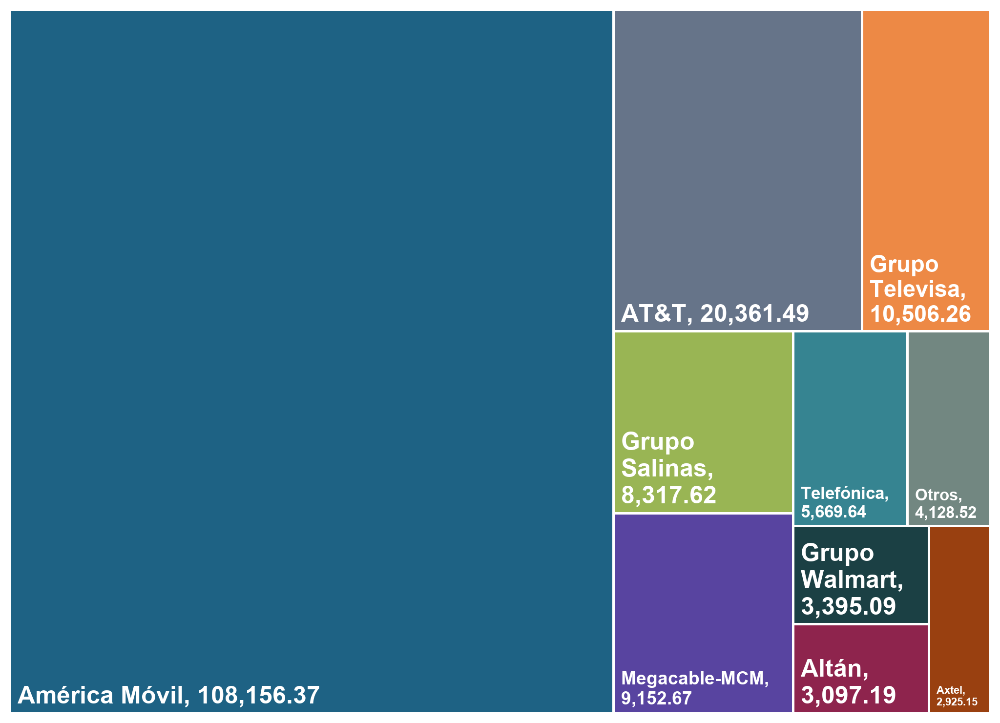 América Móvil, 108,156.37
AT&T, 20,361.49
Grupo
Televisa,
10,506.26
Grupo
Salinas,
8,317.62
Telefónica,
5,669.64
Otros,
4,128.52
Megacable-MCM,
9,152.67
Grupo
Walmart,
3,395.09
Altán,
3,097.19
Axtel,
2,925.15